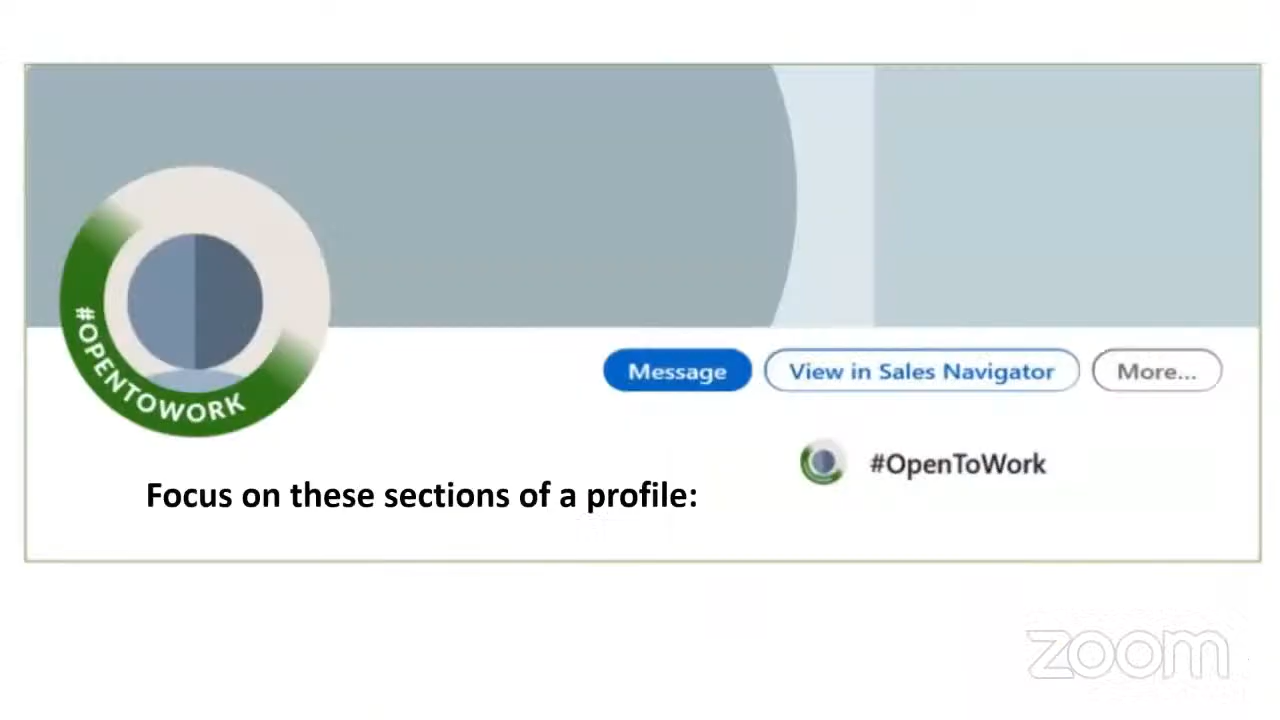 #OPENTOWORK
Message
View in Sales Navigator
More...
#OpenToWork
Focus on these sections of a profile:
zoom